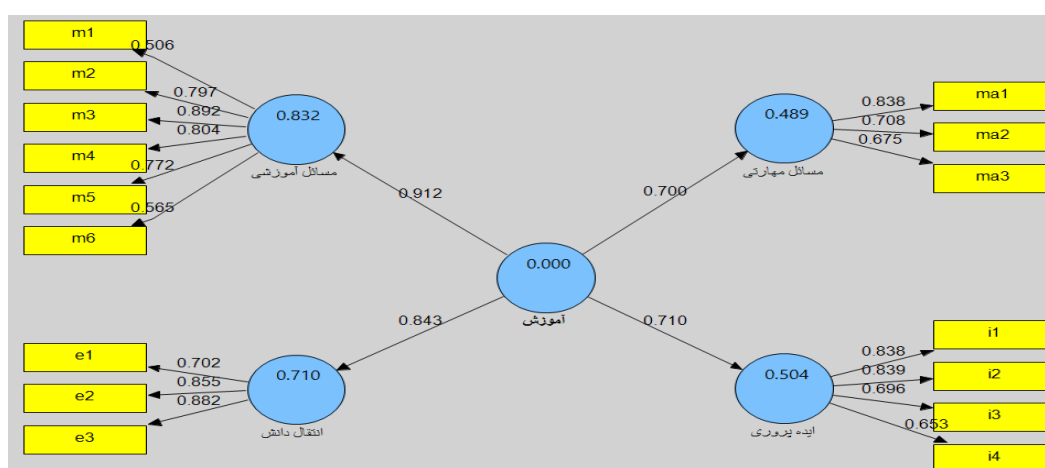 m1
m2
m3
m4
m5
m6
0.506
0.797
0.892
0.804
0.772
0.565
0.832
مسائل آموزشی
0.912
ma1
ma2
ma3
0.838
0.708
0.675
0.489
مسائل مهارتی
0.700
0.000
آموزش
0.843
0.710
e1
e2
e3
0.702
0.855
0.882
0.710
انتقال دانش
i1
i2
i3
i4
0.838
0.839
0.696
0.653
0.504
ایده پروری